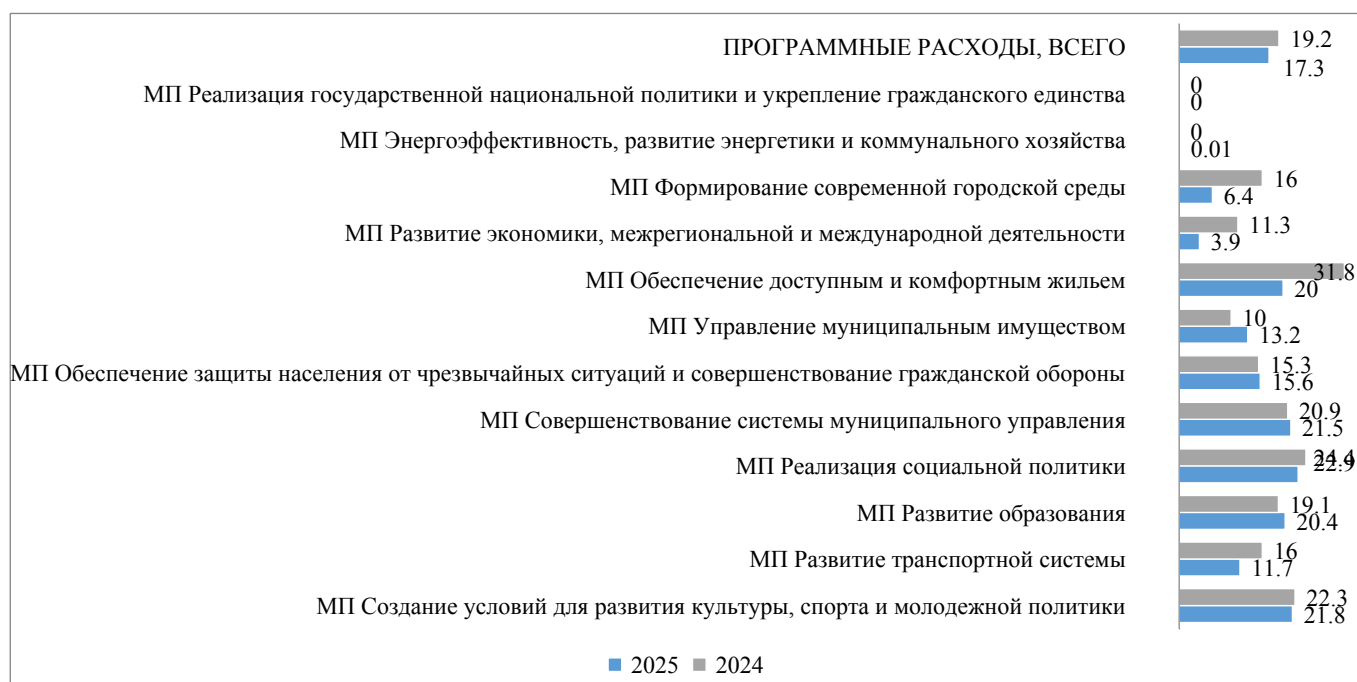 ПРОГРАММНЫЕ РАСХОДЫ, ВСЕГО
19.2
17.3
МП Реализация государственной национальной политики и укрепление гражданского единства
0
0
МП Энергоэффективность, развитие энергетики и коммунального хозяйства
0
0.01
МП Формирование современной городской среды
16
6.4
МП Развитие экономики, межрегиональной и международной деятельности
11.3
3.9
МП Обеспечение доступным и комфортным жильем
31.8
20
МП Управление муниципальным имуществом
10
13.2
МП Обеспечение защиты населения от чрезвычайных ситуаций и совершенствование гражданской обороны
15.3
15.6
МП Совершенствование системы муниципального управления
20.9
21.5
МП Реализация социальной политики
24.4
22.9
МП Развитие образования
19.1
20.4
МП Развитие транспортной системы
16
11.7
МП Создание условий для развития культуры, спорта и молодежной политики
22.3
21.8
2025 2024